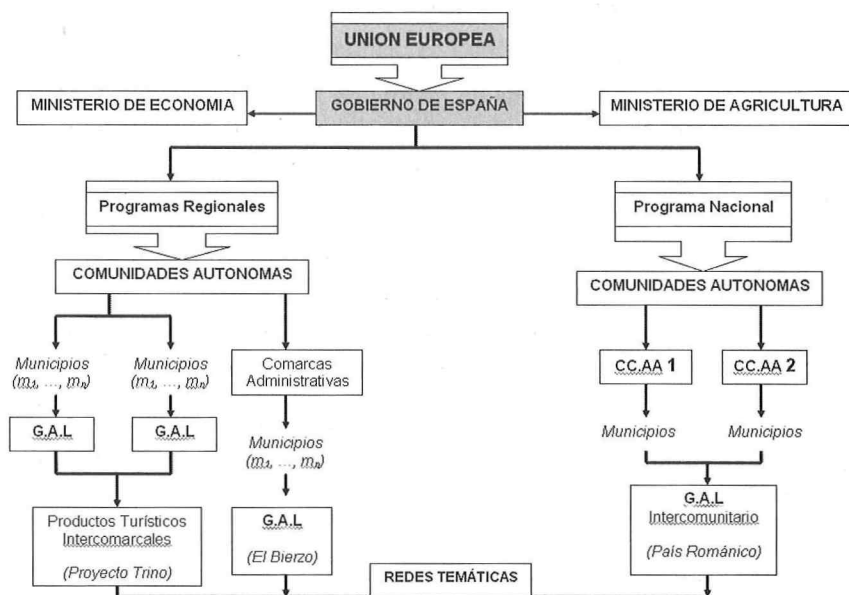 UNION EUROPEA
MINISTERIO DE ECONOMIA
GOBIERNO DE ESPAÑA
MINISTERIO DE AGRICULTURA
Programas Regionales
Programa Nacional
COMUNIDADES AUTONOMAS
COMUNIDADES AUTONOMAS
Municipios
(m₁, ..., mₙ)
Municipios
(m₁, ..., mₙ)
Comarcas
Administrativas
CC.AA 1
CC.AA 2
G.A.L
G.A.L
Municipios
(m₁, ..., mₙ)
Municipios
Municipios
Productos Turísticos
Intercomarcales
(Proyecto Trino)
G.A.L
(El Bierzo)
G.A.L
Intercomunitario
(País Románico)
REDES TEMÁTICAS